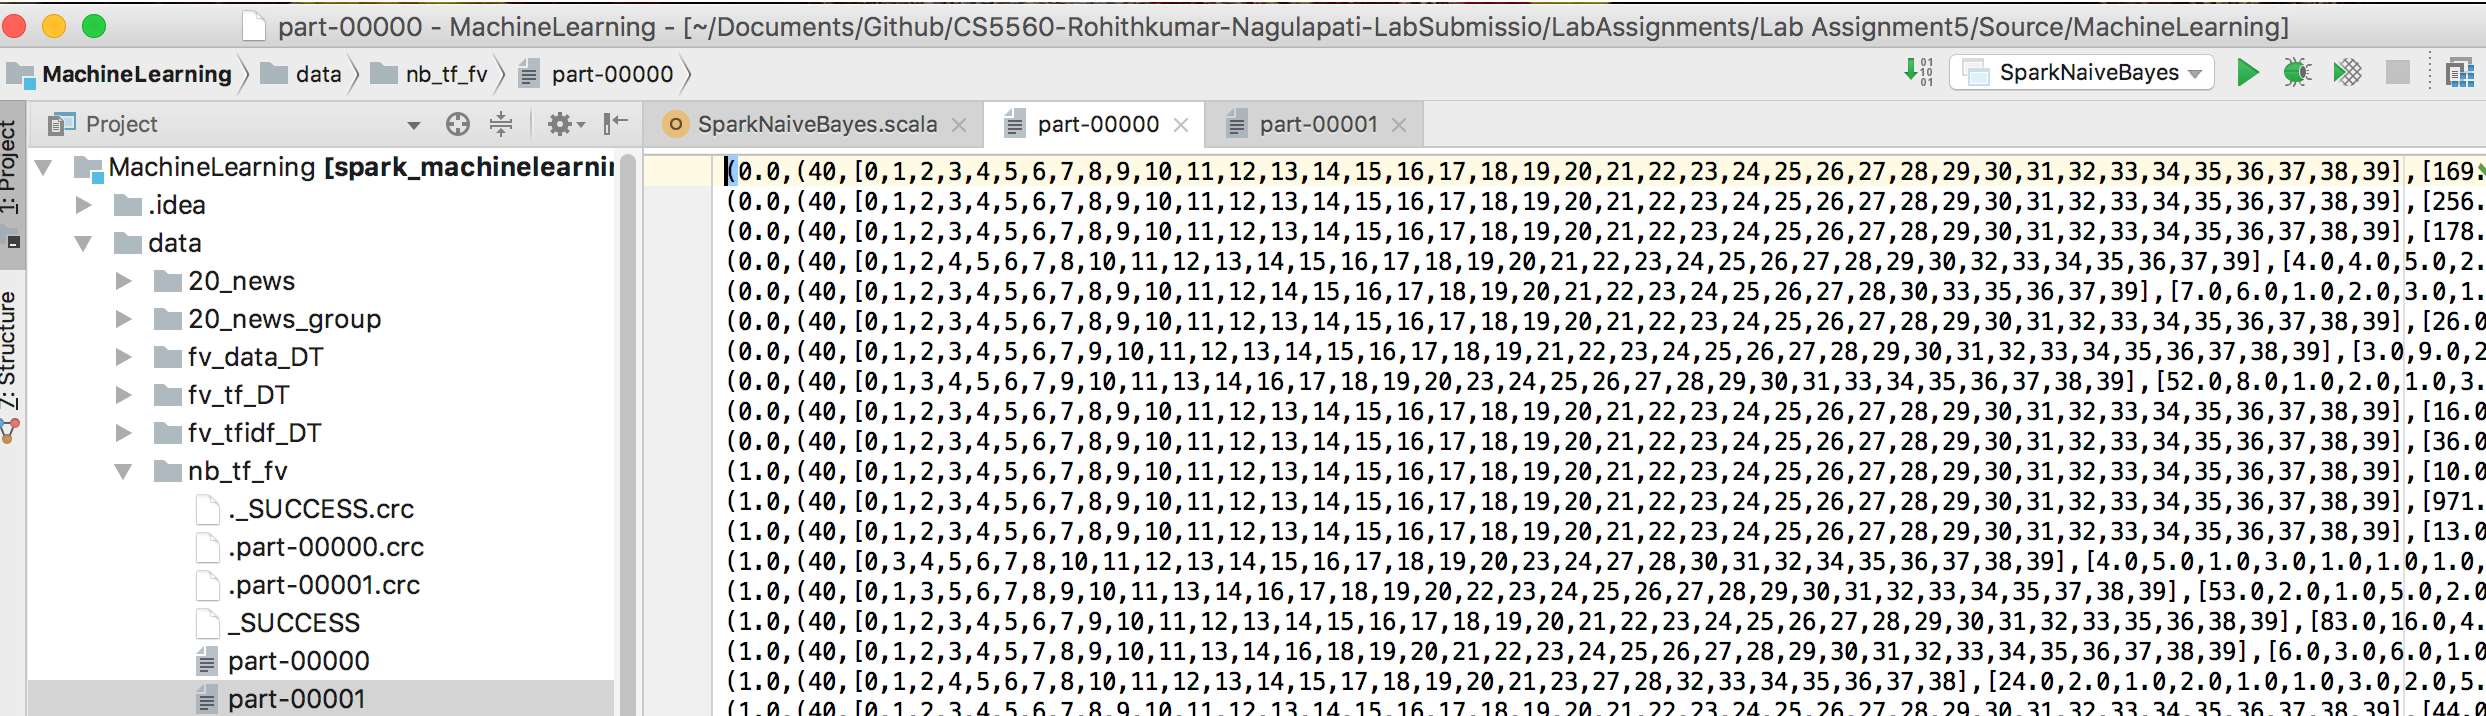 part-00000 - MachineLearning - [~/Documents/Github/CS5560-Rohithkumar-Nagulapati-LabSubmissio/LabAssignments/Lab Assignment5/Source/MachineLearning]
MachineLearning data nb_tf_fv part-00000 SparkNaiveBayes
1: Project
7: Structure
Project
MachineLearning [spark_machinelearnin
.idea
data
20_news
20_news_group
fv_data_DT
fv_tf_DT
fv_tfidf_DT
nb_tf_fv
._SUCCESS.crc
.part-00000.crc
.part-00001.crc
_SUCCESS
part-00000
part-00001
SparkNaiveBayes.scala part-00000 part-00001
(0.0,(40,[0,1,2,3,4,5,6,7,8,9,10,11,12,13,14,15,16,17,18,19,20,21,22,23,24,25,26,27,28,29,30,31,32,33,34,35,36,37,38,39],[169.
(0.0,(40,[0,1,2,3,4,5,6,7,8,9,10,11,12,13,14,15,16,17,18,19,20,21,22,23,24,25,26,27,28,29,30,31,32,33,34,35,36,37,38,39],[256.
(0.0,(40,[0,1,2,3,4,5,6,7,8,9,10,11,12,13,14,15,16,17,18,19,20,21,22,23,24,25,26,27,28,29,30,31,32,33,34,35,36,37,38,39],[178.
(0.0,(40,[0,1,2,4,5,6,7,8,10,11,12,13,14,15,16,17,18,19,20,21,22,23,24,25,26,27,28,29,30,32,33,34,35,36,37,39],[4.0,4.0,5.0,2.
(0.0,(40,[0,1,2,3,4,5,6,7,8,9,10,11,12,14,15,16,17,18,19,20,21,22,23,24,25,26,27,28,30,33,35,36,37,39],[7.0,6.0,1.0,2.0,3.0,1.
(0.0,(40,[0,1,2,3,4,5,6,7,8,9,10,11,12,13,14,15,16,17,18,19,20,21,22,23,24,25,26,27,28,29,30,31,32,33,34,35,36,37,38,39],[26.0
(0.0,(40,[0,1,2,3,4,5,6,7,9,10,11,12,13,14,15,16,17,18,19,21,22,23,24,25,26,27,28,29,30,31,32,33,34,35,36,37,38,39],[3.0,9.0,2
(0.0,(40,[0,1,3,4,5,6,7,9,10,11,13,14,16,17,18,19,20,23,24,25,26,27,28,29,30,31,33,34,35,36,37,38,39],[52.0,8.0,1.0,2.0,1.0,3.
(0.0,(40,[0,1,2,3,4,5,6,7,8,9,10,11,12,13,14,15,16,17,18,19,20,21,22,23,24,25,26,27,28,29,30,31,32,33,34,35,36,37,38,39],[16.0
(0.0,(40,[0,1,2,3,4,5,6,7,8,9,10,11,12,13,14,15,16,17,18,19,20,21,22,23,24,25,26,27,28,29,30,31,32,33,34,35,36,37,38,39],[36.0
(1.0,(40,[0,1,2,3,4,5,6,7,8,9,10,11,12,13,14,15,16,17,18,19,20,21,22,23,24,25,26,27,28,29,30,31,32,33,34,35,36,37,38,39],[10.0
(1.0,(40,[0,1,2,3,4,5,6,7,8,9,10,11,12,13,14,15,16,17,18,19,20,21,22,23,24,25,26,27,28,29,30,31,32,33,34,35,36,37,38,39],[971.
(1.0,(40,[0,1,2,3,4,5,6,7,8,9,10,11,12,13,14,15,16,17,18,19,20,21,22,23,24,25,26,27,28,29,30,31,32,33,34,35,36,37,38,39],[13.0
(1.0,(40,[0,3,4,5,6,7,8,10,11,12,13,14,15,16,17,18,19,20,23,24,27,28,30,31,32,34,35,36,37,38,39],[4.0,5.0,1.0,3.0,1.0,1.0,1.0,
(1.0,(40,[0,1,3,5,6,7,8,9,10,11,13,14,16,17,18,19,20,22,23,24,25,26,27,28,29,30,31,32,33,34,35,37,38,39],[53.0,2.0,1.0,5.0,2.0
(1.0,(40,[0,1,2,3,4,5,6,7,9,10,11,12,13,14,15,16,17,18,19,20,21,22,23,24,25,26,27,28,29,30,31,32,33,35,36,38,39],[83.0,16.0,4.
(1.0,(40,[0,1,2,3,4,5,7,8,9,10,11,13,14,16,18,19,20,21,22,23,24,25,26,27,28,29,30,31,32,33,34,35,36,37,38,39],[6.0,3.0,6.0,1.0
(1.0,(40,[0,1,2,4,5,6,7,8,10,11,12,13,14,15,17,18,19,20,21,23,27,28,32,33,34,35,36,37,38],[24.0,2.0,1.0,2.0,1.0,1.0,3.0,2.0,5.
(1.0,(40,[0,1,2,3,4,5,6,7,8,9,10,11,12,13,14,15,16,17,18,19,20,21,22,23,24,25,26,27,28,29,30,31,32,33,34,35,36,37,38,39],[44.0